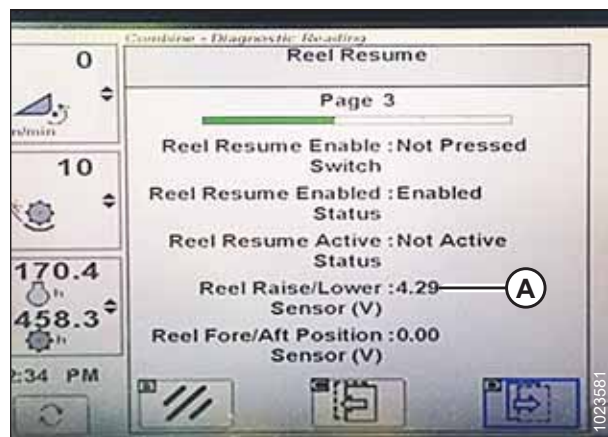 Combine - Diagnostic Reading
Reel Resume
0
n/min
10
170.4
h
458.3
h
2:34 PM
Page 3
Reel Resume Enable :Not Pressed
Switch
Reel Resume Enabled :Enabled
Status
Reel Resume Active :Not Active
Status
Reel Raise/Lower :4.29
Sensor (V)
Reel Fore/Aft Position :0.00
Sensor (V)
A
1023581